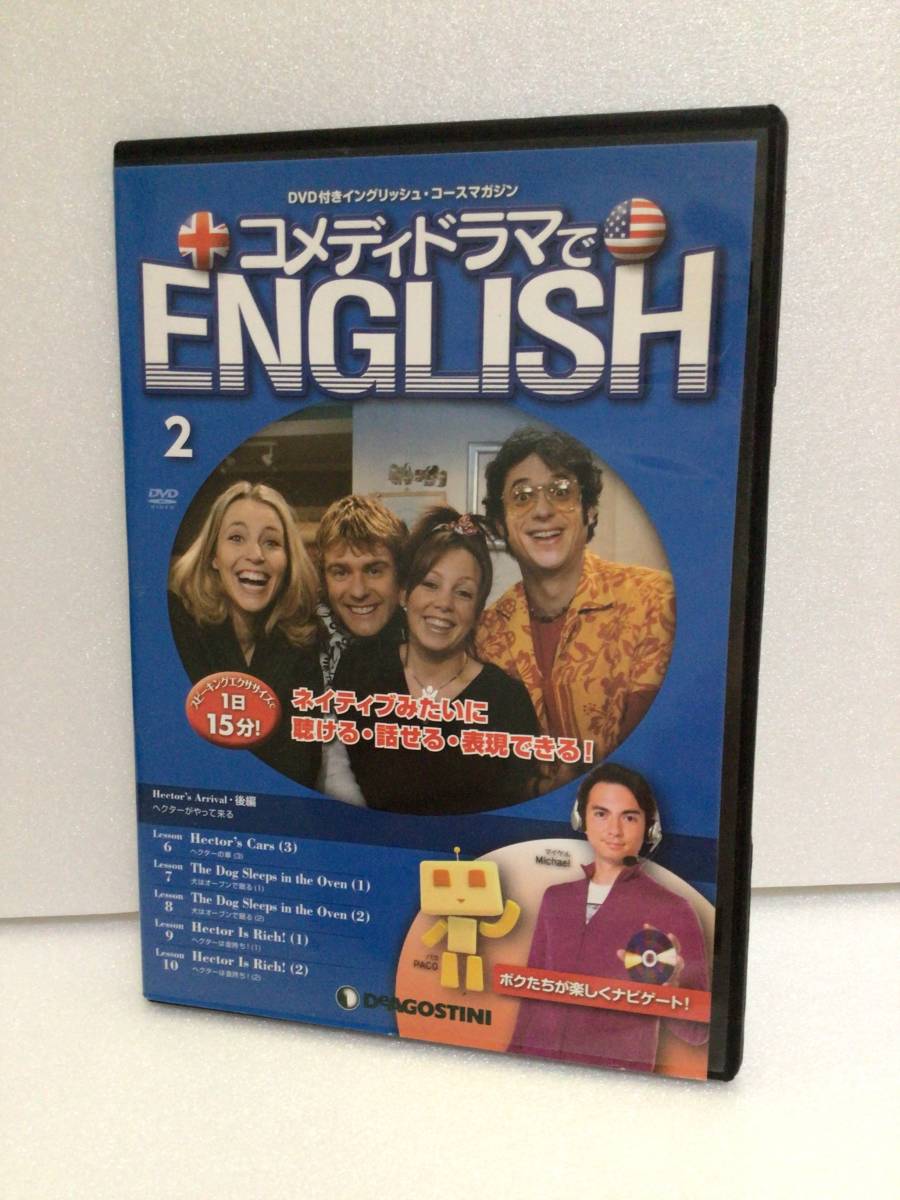 DVD付きイングリッシュ・コースマガジン
コメディドラマで
ENGLISH
2
DVD
VIDEO
スピーキングエクササイズで
1日
15分!
ネイティブみたいに
聴ける・話せる・表現できる!
Hector's Arrival・後編
ヘクターがやって来る
Lesson 6 Hector's Cars (3)
ヘクターの車 (3)
Lesson 7 The Dog Sleeps in the Oven (1)
犬はオーブンで眠る (1)
Lesson 8 The Dog Sleeps in the Oven (2)
犬はオーブンで眠る (2)
Lesson 9 Hector Is Rich! (1)
ヘクターは金持ち! (1)
Lesson 10 Hector Is Rich! (2)
ヘクターは金持ち! (2)
マイケル
Michael
パコ
PACO
ボクたちが楽しくナビゲート!
DeAGOSTINI